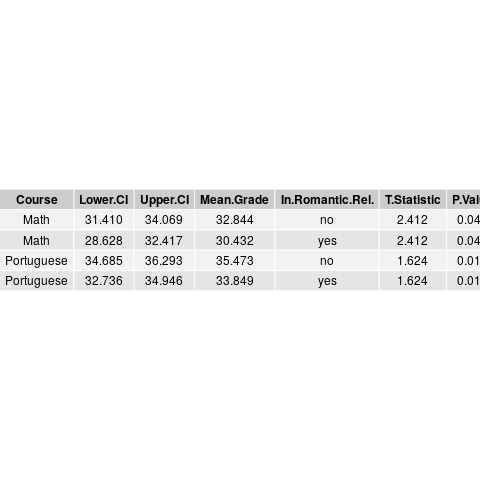 Course Lower.CI Upper.CI Mean.Grade In.Romantic.Rel. T.Statistic
Math 31.410 34.069 32.844 no 2.412 0.04
Math 28.628 32.417 30.432 yes 2.412 0.04
Portuguese 34.685 36.293 35.473 no 1.624 0.01
Portuguese 32.736 34.946 33.849 yes 1.624 0.01